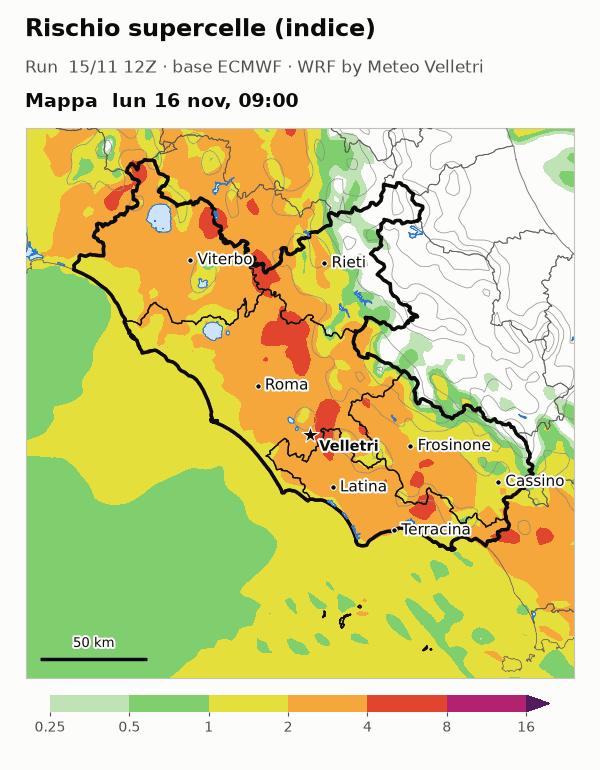 Rischio supercelle (indice)
Run  15/11 12Z · base ECMWF · WRF by Meteo Velletri
Mappa  lun 16 nov, 09:00
Viterbo
Rieti
Roma
Velletri
Frosinone
Cassino
Latina
Terracina
50 km
0.25 0.5 1 2 4 8 16